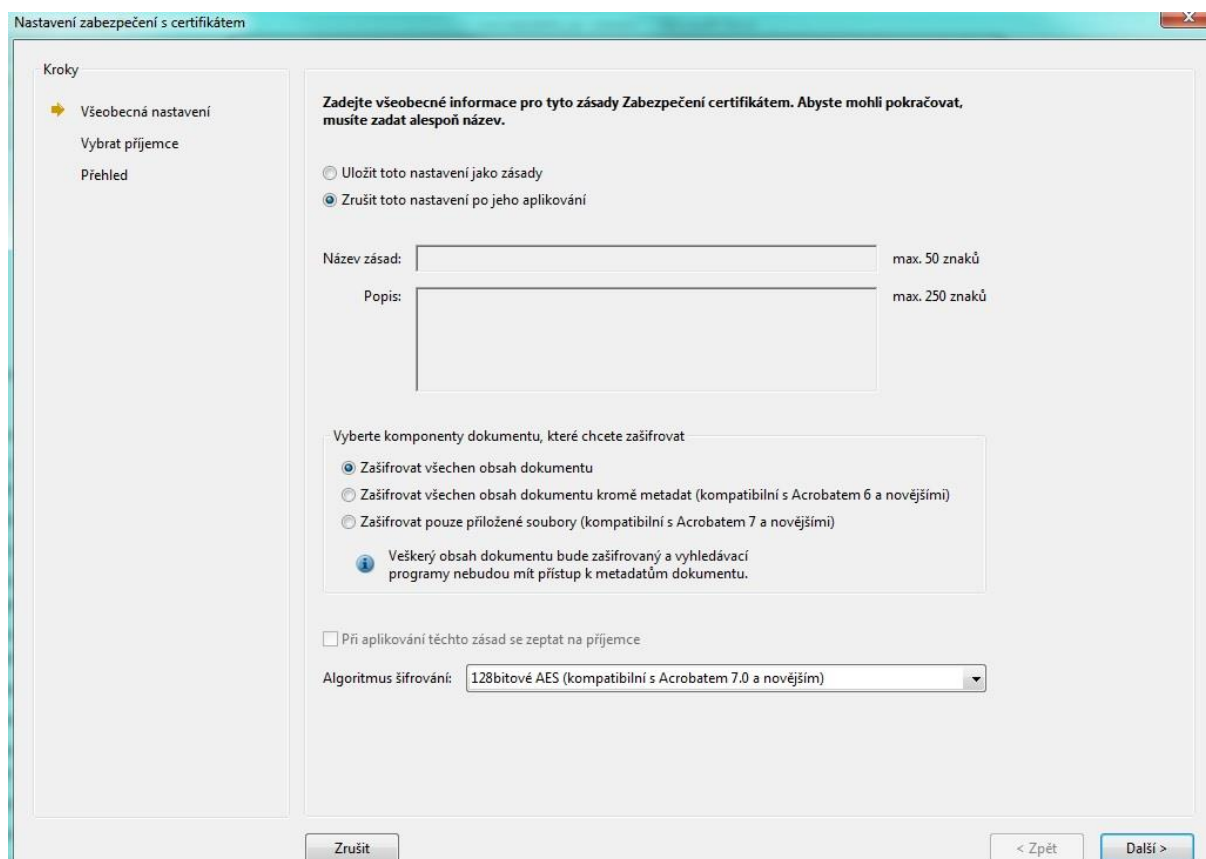 Nastavení zabezpečení s certifikátem
Kroky
Všeobecná nastavení
Vybrat příjemce
Přehled
Zadejte všeobecné informace pro tyto zásady Zabezpečení certifikátem. Abyste mohli pokračovat,
musíte zadat alespoň název.
Uložit toto nastavení jako zásady
Zrušit toto nastavení po jeho aplikování
Název zásad:
max. 50 znaků
Popis:
max. 250 znaků
Vyberte komponenty dokumentu, které chcete zašifrovat
Zašifrovat všechen obsah dokumentu
Zašifrovat všechen obsah dokumentu kromě metadat (kompatibilní s Acrobatem 6 a novějšími)
Zašifrovat pouze přiložené soubory (kompatibilní s Acrobatem 7 a novějšími)
Veškerý obsah dokumentu bude zašifrovaný a vyhledávací
programy nebudou mít přístup k metadatům dokumentu.
Při aplikování těchto zásad se zeptat na příjemce
Algoritmus šifrování:
128bitové AES (kompatibilní s Acrobatem 7.0 a novějším)
Zrušit
< Zpět
Další >